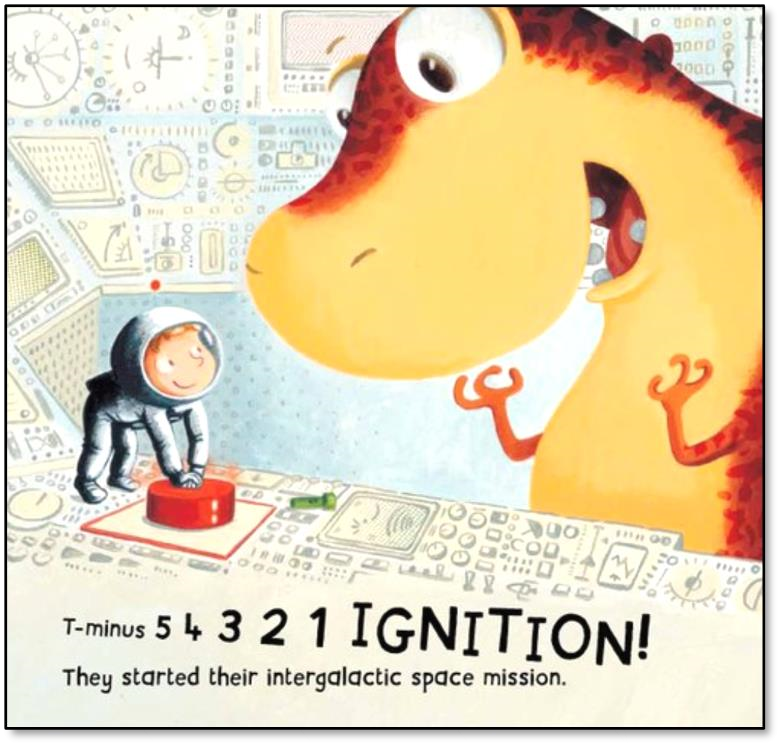 T-minus 5 4 3 2 1 IGNITION!
They started their intergalactic space mission.